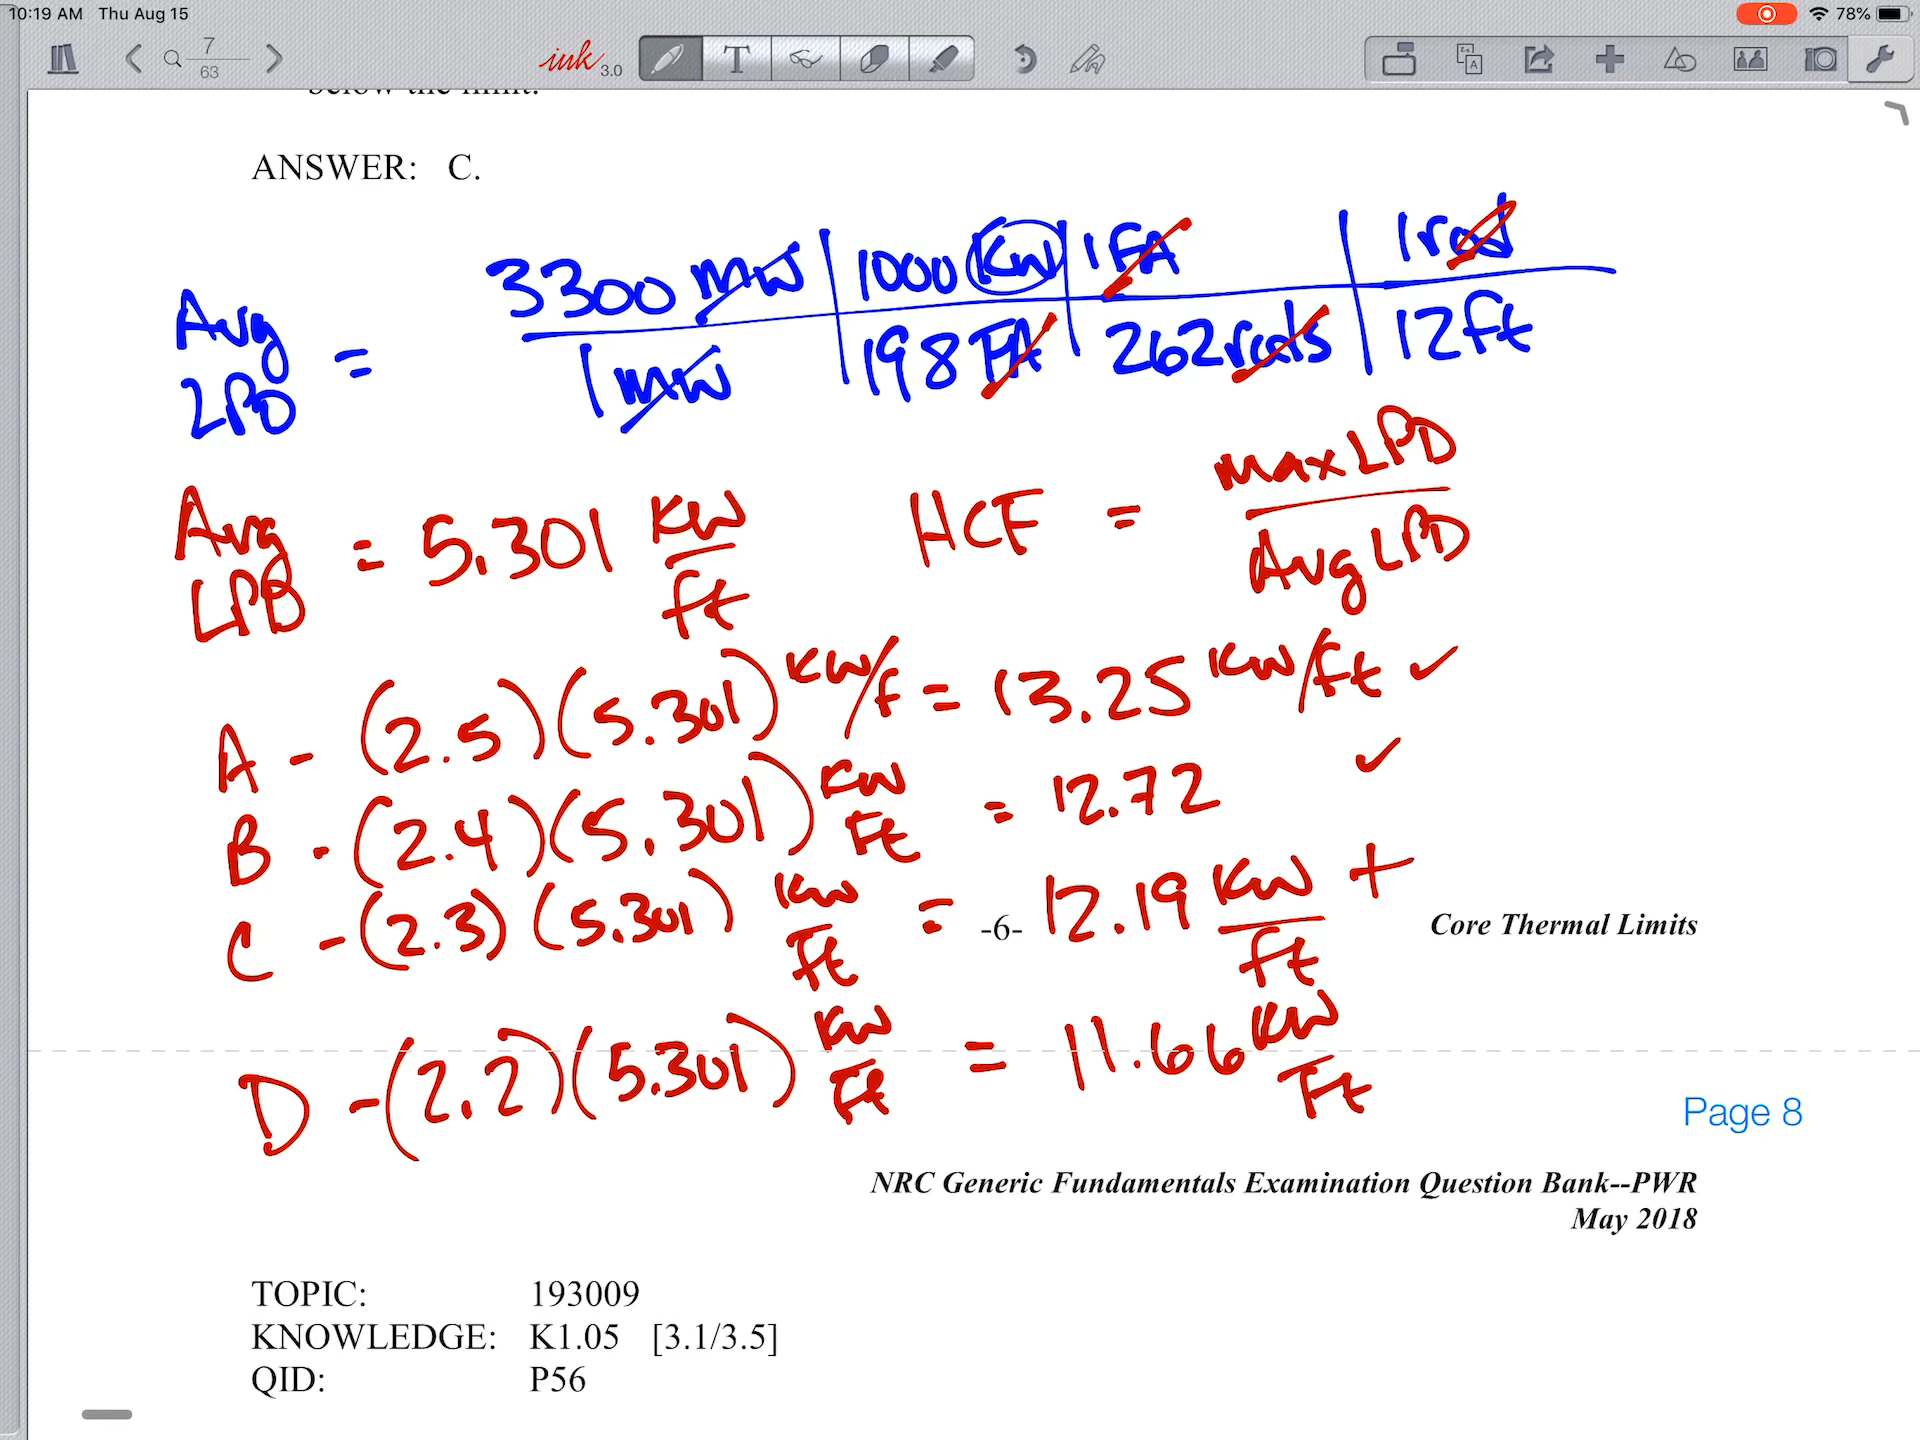 10:19 AM Thu Aug 15
78%
7
63
ink 3.0
T
below the limit.
ANSWER: C.
Avg LPD = 3300 MW | 1000 KW | 1 FA | 1 rod
1 MW | 198 FA | 262 rods | 12 ft
Avg LPD = 5.301 KW/ft
HCF = max LPD / Avg LPD
A - (2.5)(5.301) KW/f = 13.25 KW/ft ✓
B - (2.4)(5.301) KW/Ft = 12.72 ✓
C - (2.3)(5.301) KW/Ft = 12.19 KW/ft +
-6-
Core Thermal Limits
D - (2.2)(5.301) KW/Ft = 11.66 KW/Ft
Page 8
NRC Generic Fundamentals Examination Question Bank--PWR
May 2018
TOPIC: 193009
KNOWLEDGE: K1.05 [3.1/3.5]
QID: P56